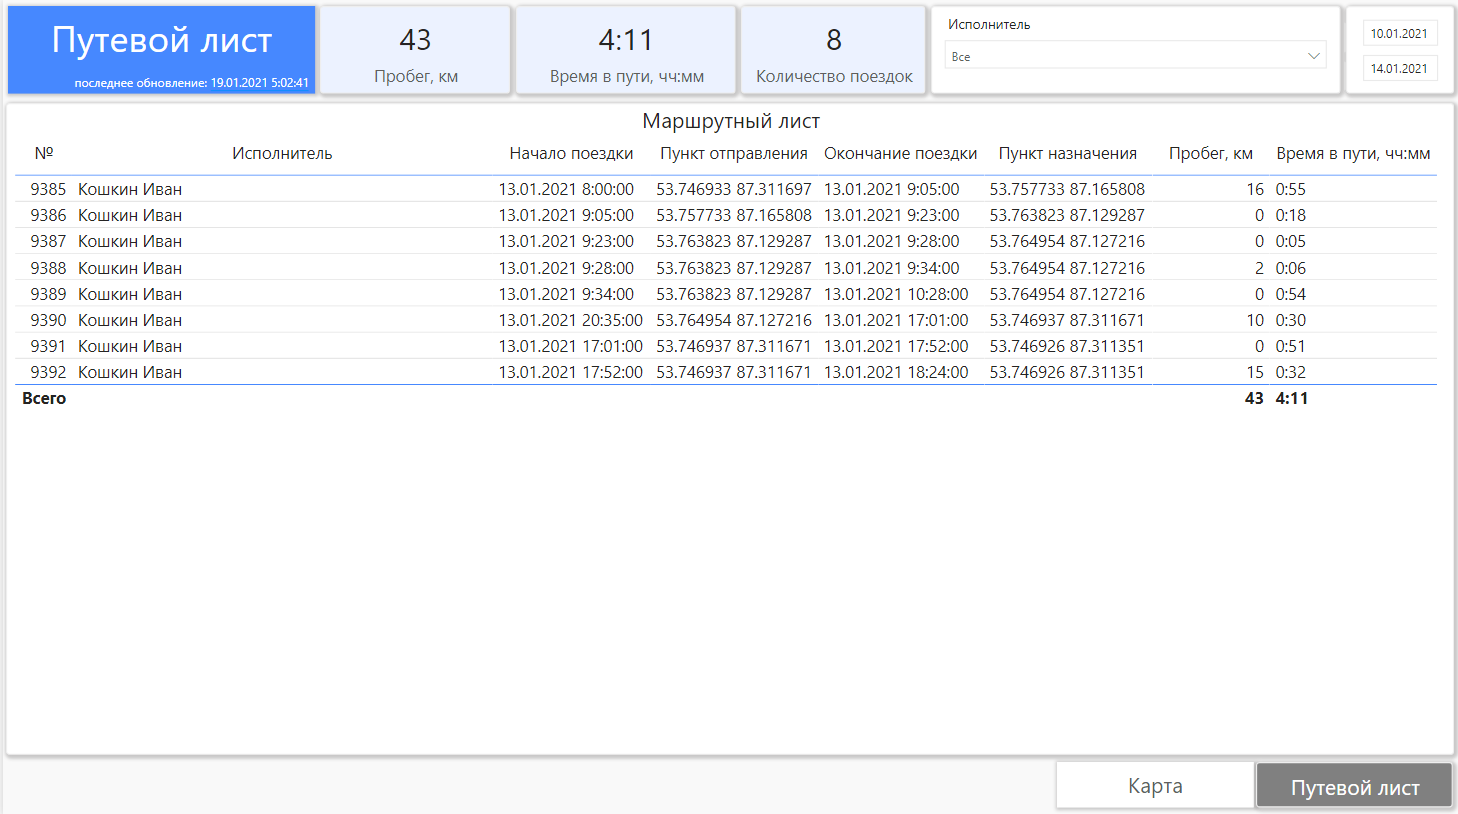 Путевой лист
последнее обновление: 19.01.2021 5:02:41
43
Пробег, км
4:11
Время в пути, чч:мм
8
Количество поездок
Исполнитель
Все
10.01.2021
14.01.2021
Маршрутный лист
№ Исполнитель Начало поездки Пункт отправления Окончание поездки Пункт назначения Пробег, км Время в пути, чч:мм
9385 Кошкин Иван 13.01.2021 8:00:00 53.746933 87.311697 13.01.2021 9:05:00 53.757733 87.165808 16 0:55
9386 Кошкин Иван 13.01.2021 9:05:00 53.757733 87.165808 13.01.2021 9:23:00 53.763823 87.129287 0 0:18
9387 Кошкин Иван 13.01.2021 9:23:00 53.763823 87.129287 13.01.2021 9:28:00 53.764954 87.127216 0 0:05
9388 Кошкин Иван 13.01.2021 9:28:00 53.763823 87.129287 13.01.2021 9:34:00 53.764954 87.127216 2 0:06
9389 Кошкин Иван 13.01.2021 9:34:00 53.763823 87.129287 13.01.2021 10:28:00 53.764954 87.127216 0 0:54
9390 Кошкин Иван 13.01.2021 20:35:00 53.764954 87.127216 13.01.2021 17:01:00 53.746937 87.311671 10 0:30
9391 Кошкин Иван 13.01.2021 17:01:00 53.746937 87.311671 13.01.2021 17:52:00 53.746926 87.311351 0 0:51
9392 Кошкин Иван 13.01.2021 17:52:00 53.746937 87.311671 13.01.2021 18:24:00 53.746926 87.311351 15 0:32
Всего 43 4:11
Карта
Путевой лист